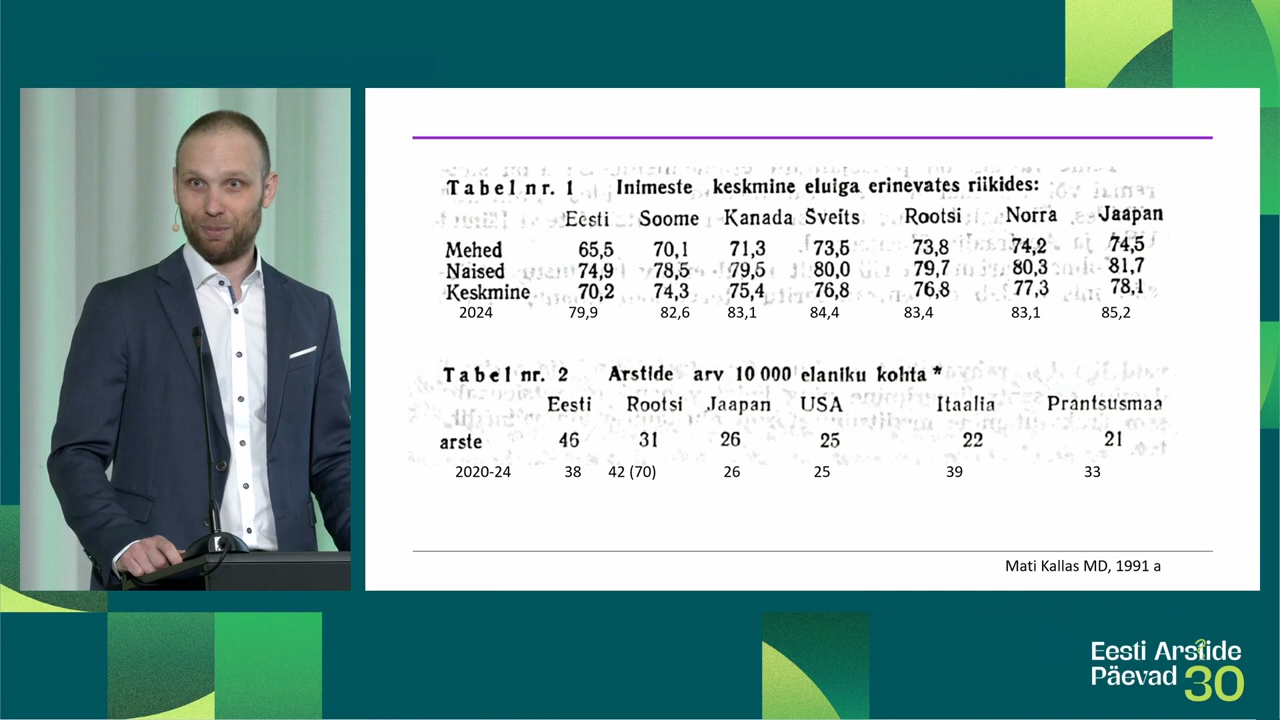 Tabel nr. 1 Inimeste keskmine eluiga erinevates riikides:
Eesti Soome Kanada Sveits Rootsi Norra Jaapan
Mehed 65,5 70,1 71,3 73,5 73,8 74,2 74,5
Naised 74,9 78,5 79,5 80,0 79,7 80,3 81,7
Keskmine 70,2 74,3 75,4 76,8 76,8 77,3 78,1
2024 79,9 82,6 83,1 84,4 83,4 83,1 85,2
Tabel nr. 2 Arstide arv 10 000 elaniku kohta *
Eesti Rootsi Jaapan USA Itaalia Prantsusmaa
arste 46 31 26 25 22 21
2020-24 38 42 (70) 26 25 39 33
Mati Kallas MD, 1991 a
Eesti Arstide
Päevad 30